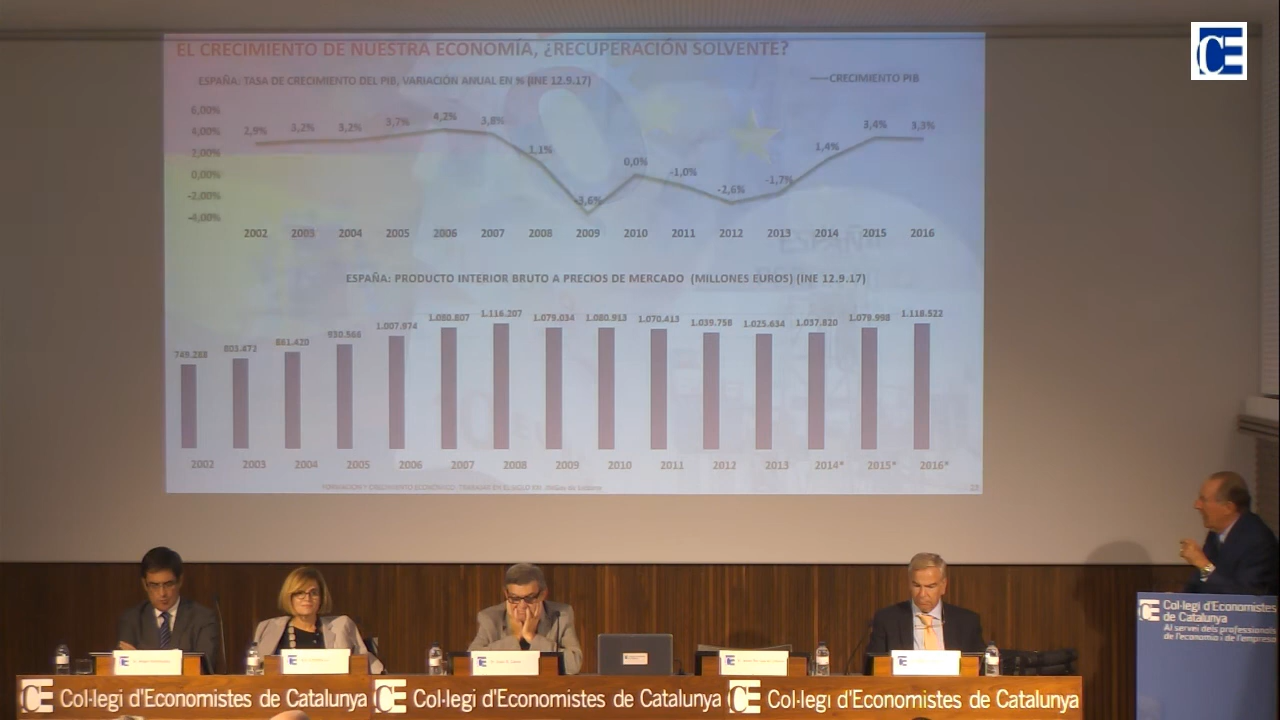 CE
EL CRECIMIENTO DE NUESTRA ECONOMÍA, ¿RECUPERACIÓN SOLVENTE?
ESPAÑA: TASA DE CRECIMIENTO DEL PIB, VARIACIÓN ANUAL EN % (INE 12.9.17)
CRECIMIENTO PIB
6,00%
4,00%
2,00%
0,00%
-2,00%
-4,00%
2,9% 3,2% 3,2% 3,7% 4,2% 3,8% 1,1% -3,6% 0,0% -1,0% -2,6% -1,7% 1,4% 3,4% 3,3%
2002 2003 2004 2005 2006 2007 2008 2009 2010 2011 2012 2013 2014 2015 2016
ESPAÑA: PRODUCTO INTERIOR BRUTO A PRECIOS DE MERCADO (MILLONES EUROS) (INE 12.9.17)
749.288 803.472 861.420 930.566 1.007.974 1.080.807 1.116.207 1.079.034 1.080.913 1.070.413 1.039.758 1.025.634 1.037.820 1.079.998 1.118.522
2002 2003 2004 2005 2006 2007 2008 2009 2010 2011 2012 2013 2014* 2015* 2016*
FORMACIÓN Y CRECIMIENTO ECONÓMICO
CE Col·legi d'Economistes
de Catalunya
Al servei dels professionals
de l'economia i de l'empresa
CE Col·legi d'Economistes de Catalunya CE Col·legi d'Economistes de Catalunya CE Col·legi d'Economistes de Catalunya